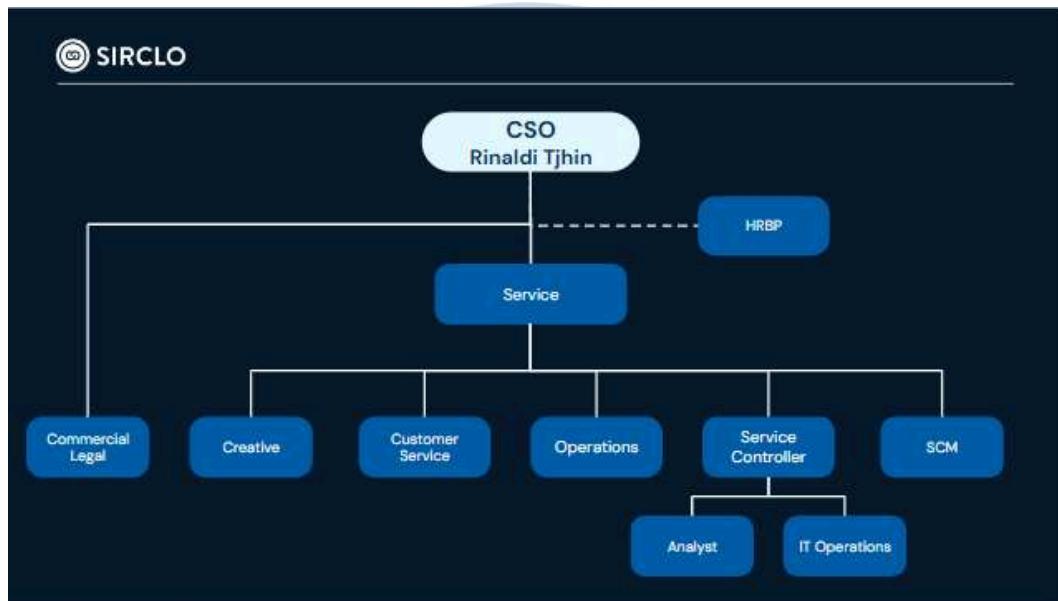 SIRCLO
CSO
Rinaldi Tjhin
HRBP
Service
Commercial
Legal
Creative
Customer
Service
Operations
Service
Controller
SCM
Analyst
IT Operations